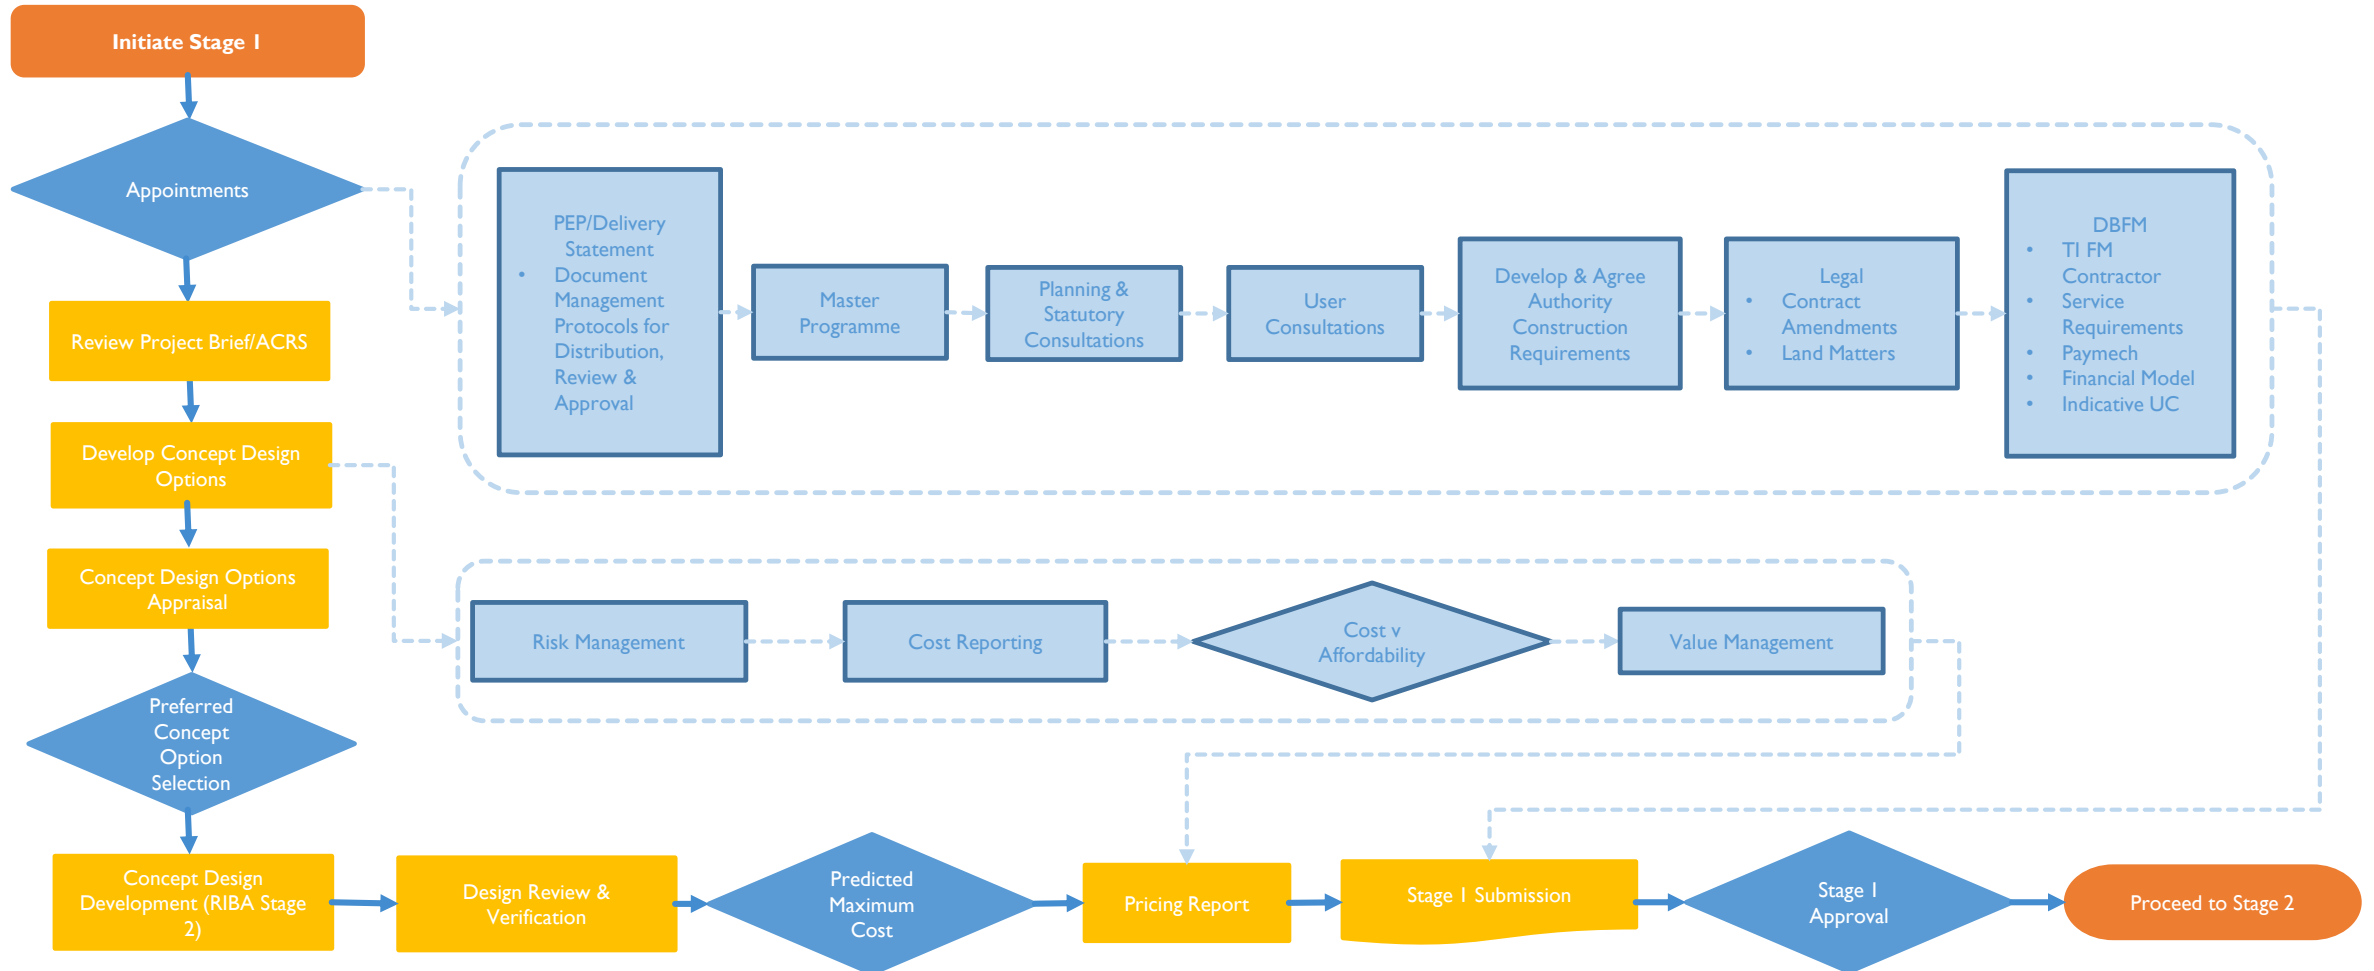 Initiate Stage 1
Appointments
PEP/Delivery
Statement
• Document
Management
Protocols for
Distribution,
Review &
Approval
Master
Programme
Planning &
Statutory
Consultations
User
Consultations
Develop & Agree
Authority
Construction
Requirements
Legal
• Contract
Amendments
• Land Matters
DBFM
• TI FM
Contractor
• Service
Requirements
• Paymech
• Financial Model
• Indicative UC
Review Project Brief/ACRS
Develop Concept Design
Options
Concept Design Options
Appraisal
Risk Management
Cost Reporting
Cost v
Affordability
Value Management
Preferred
Concept
Option
Selection
Concept Design
Development (RIBA Stage
2)
Design Review &
Verification
Predicted
Maximum
Cost
Pricing Report
Stage 1 Submission
Stage 1
Approval
Proceed to Stage 2